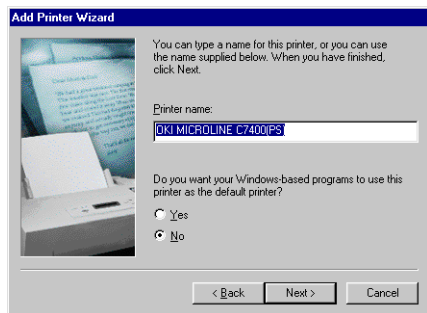 Add Printer Wizard
You can type a name for this printer, or you can use
the name supplied below. When you have finished,
click Next.
Printer name:
OKI MICROLINE C7400(PS)
Do you want your Windows-based programs to use this
printer as the default printer?
Yes
No
< Back
Next >
Cancel